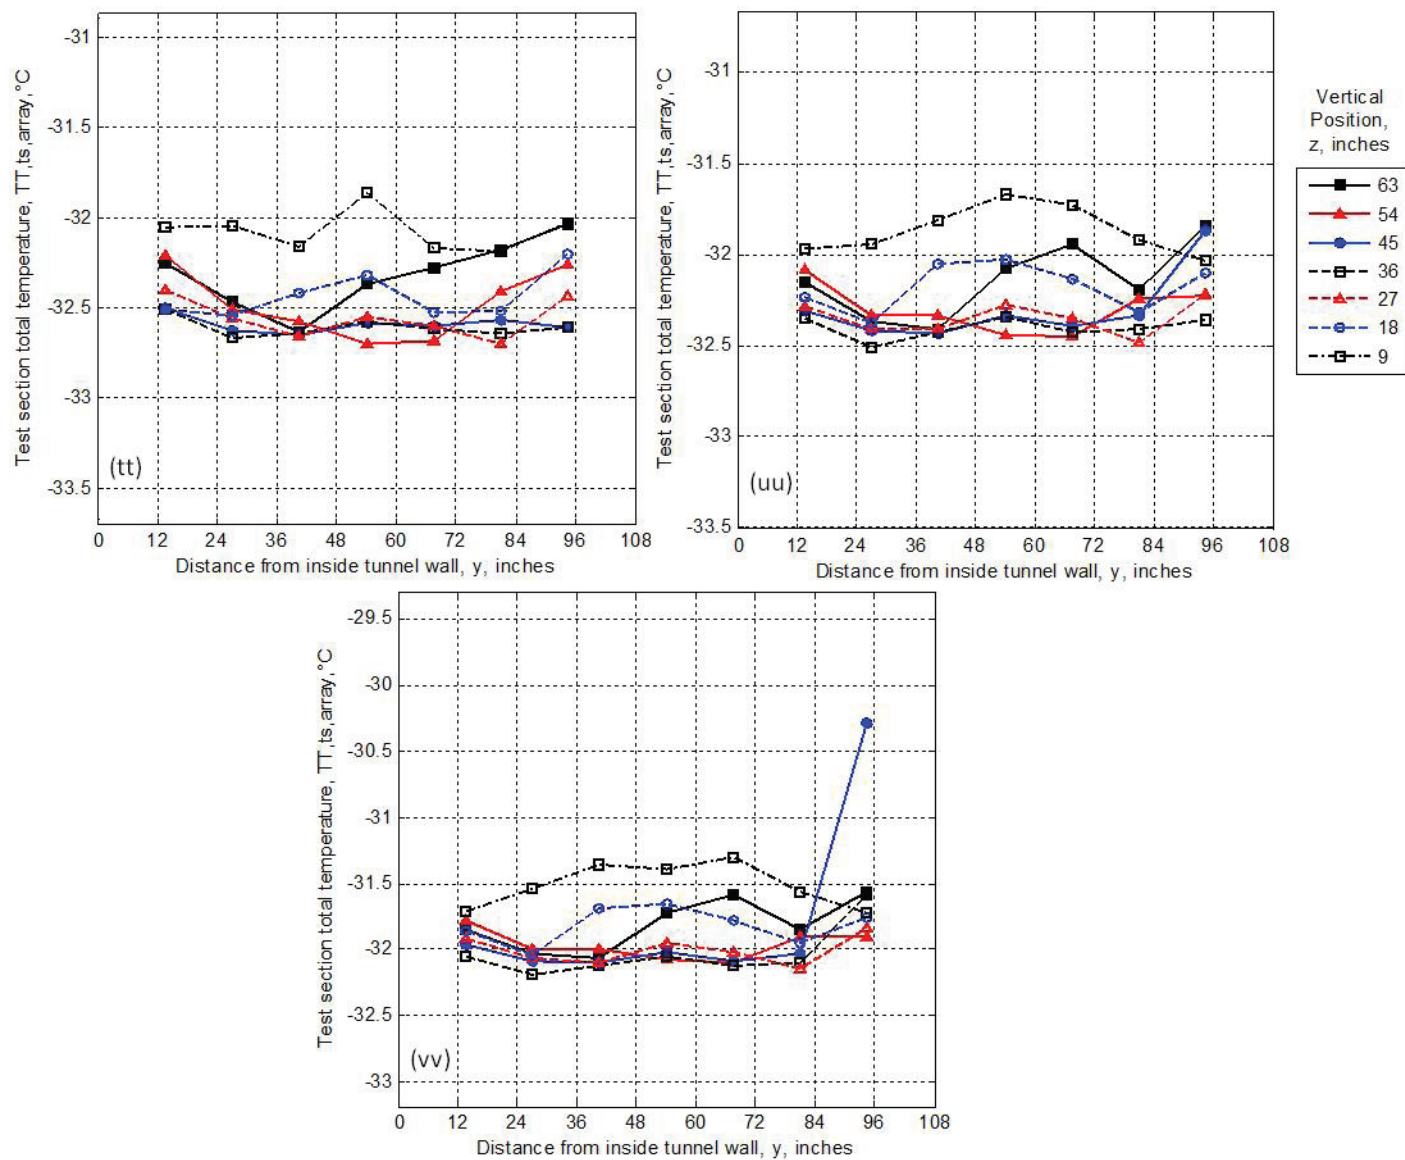 -31
-31.5
-32
-32.5
-33
-33.5
Test section total temperature, TT,ts,array,°C
(tt)
0 12 24 36 48 60 72 84 96 108
Distance from inside tunnel wall, y, inches
-31
-31.5
-32
-32.5
-33
-33.5
Test section total temperature, TT,ts,array,°C
(uu)
0 12 24 36 48 60 72 84 96 108
Distance from inside tunnel wall, y, inches
Vertical
Position,
z, inches
63
54
45
36
27
18
9
-29.5
-30
-30.5
-31
-31.5
-32
-32.5
-33
Test section total temperature, TT,ts,array,°C
(vv)
0 12 24 36 48 60 72 84 96 108
Distance from inside tunnel wall, y, inches